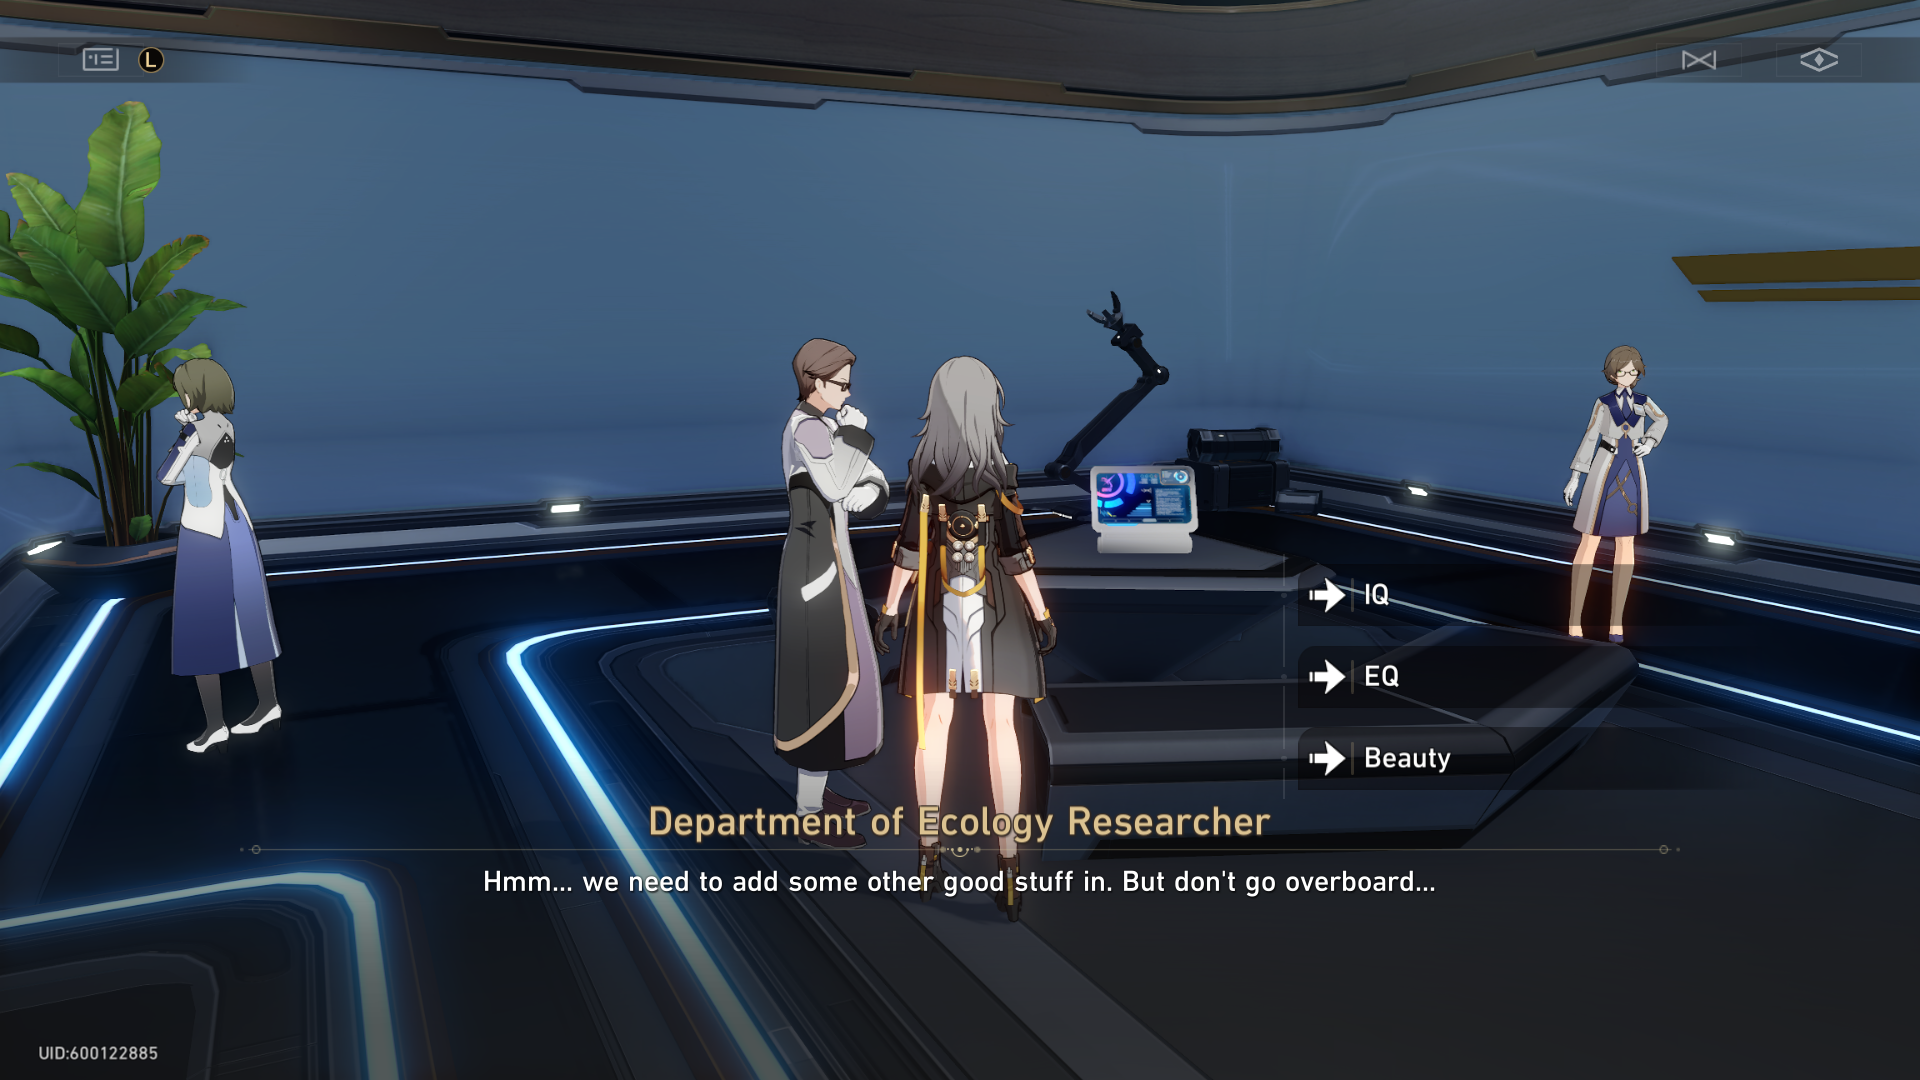 L
IQ
EQ
Beauty
Department of Ecology Researcher
Hmm... we need to add some other good stuff in. But don't go overboard...
UID:600122885